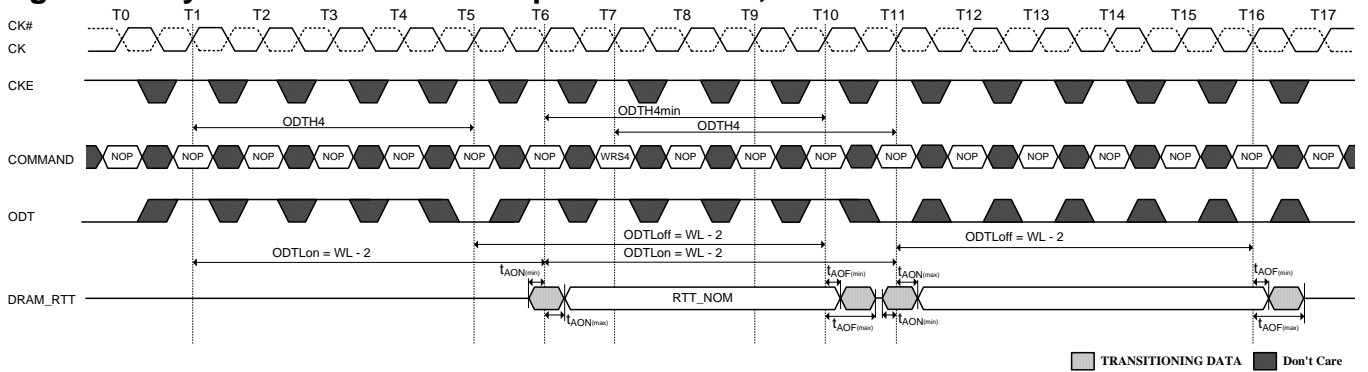 T0 T1 T2 T3 T4 T5 T6 T7 T8 T9 T10 T11 T12 T13 T14 T15 T16 T17
CK#
CK
CKE
ODTH4min
ODTH4
ODTH4
COMMAND NOP NOP NOP NOP NOP NOP NOP WRS4 NOP NOP NOP NOP NOP NOP NOP NOP NOP NOP
ODT
ODTLoff = WL - 2
ODTLoff = WL - 2
ODTLon = WL - 2
ODTLon = WL - 2
tAON(min)
tAOF(min)
tAON(max)
tAOF(min)
DRAM_RTT
RTT_NOM
tAON(max)
tAOF(max)
tAON(min)
tAOF(max)
TRANSITIONING DATA Don't Care